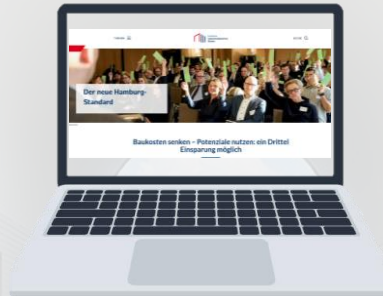 Der neue Hamburg-
Standard
Baukosten senken – Potenziale nutzen: ein Drittel
Einsparung möglich